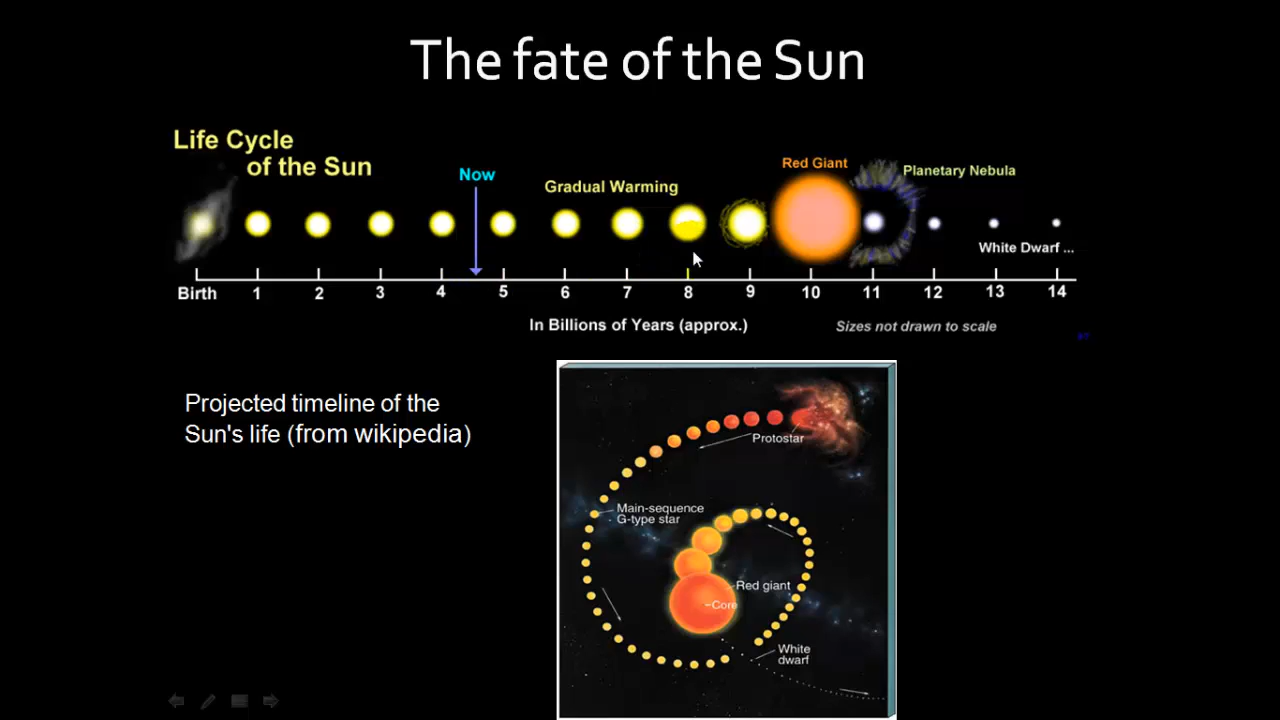 The fate of the Sun
Life Cycle
of the Sun
Now
Gradual Warming
Red Giant
Planetary Nebula
White Dwarf ...
Birth 1 2 3 4 5 6 7 8 9 10 11 12 13 14
In Billions of Years (approx.)
Sizes not drawn to scale
Projected timeline of the
Sun's life (from wikipedia)
Protostar
Main-sequence
G-type star
Red giant
Core
White
dwarf